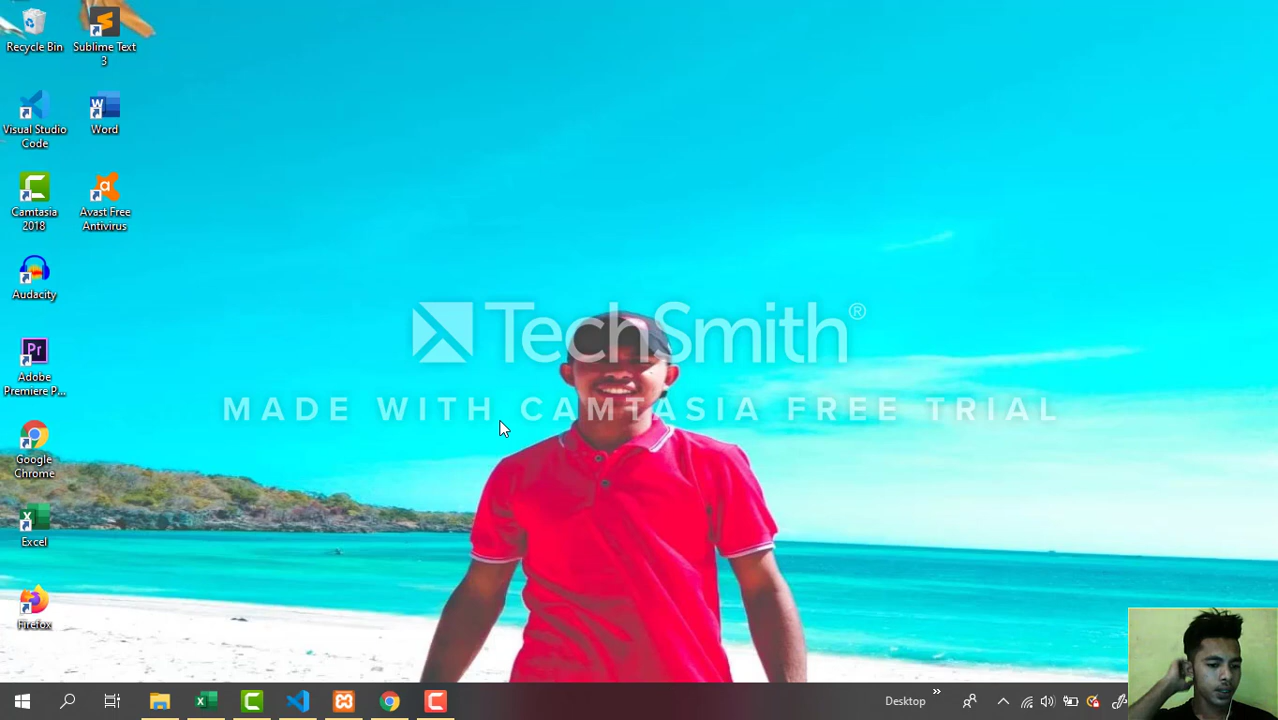 Recycle Bin
Sublime Text
3
Visual Studio
Code
Word
Camtasia
2018
Avast Free
Antivirus
Audacity
Pr
Adobe
Premiere P...
Google
Chrome
Excel
Firefox
TechSmith®
MADE WITH CAMTASIA FREE TRIAL
Desktop